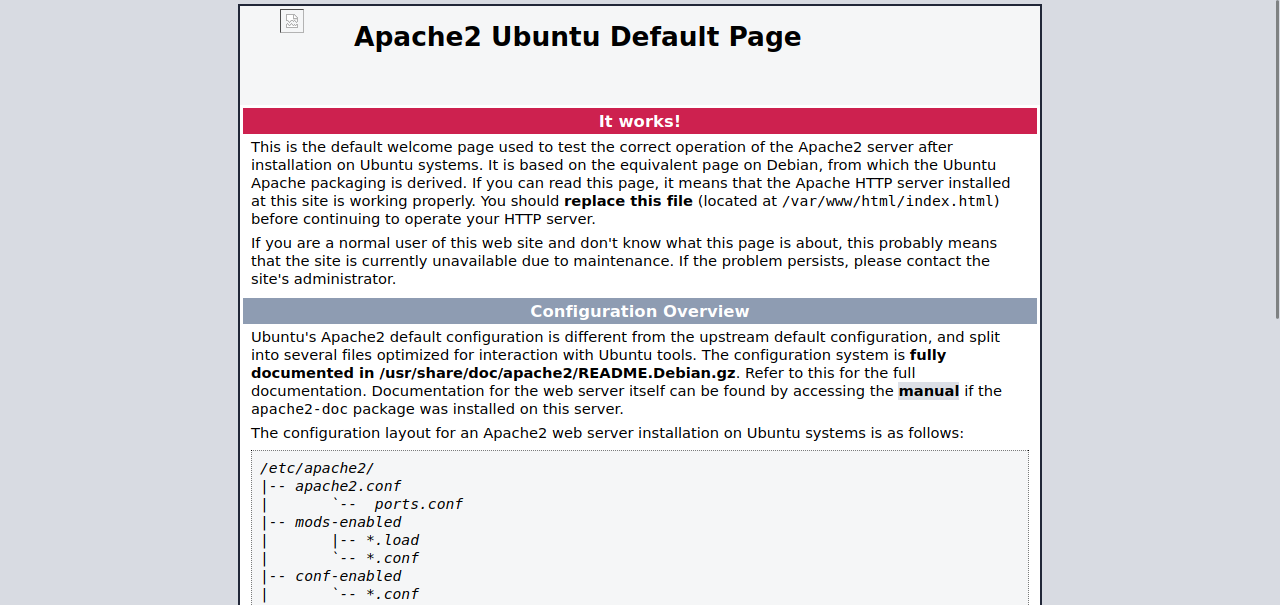 Apache2 Ubuntu Default Page
It works!
This is the default welcome page used to test the correct operation of the Apache2 server after
installation on Ubuntu systems. It is based on the equivalent page on Debian, from which the Ubuntu
Apache packaging is derived. If you can read this page, it means that the Apache HTTP server installed
at this site is working properly. You should replace this file (located at /var/www/html/index.html)
before continuing to operate your HTTP server.
If you are a normal user of this web site and don't know what this page is about, this probably means
that the site is currently unavailable due to maintenance. If the problem persists, please contact the
site's administrator.
Configuration Overview
Ubuntu's Apache2 default configuration is different from the upstream default configuration, and split
into several files optimized for interaction with Ubuntu tools. The configuration system is fully
documented in /usr/share/doc/apache2/README.Debian.gz. Refer to this for the full
documentation. Documentation for the web server itself can be found by accessing the manual if the
apache2-doc package was installed on this server.
The configuration layout for an Apache2 web server installation on Ubuntu systems is as follows:
/etc/apache2/
|-- apache2.conf
|       `--  ports.conf
|-- mods-enabled
|       |-- *.load
|       `-- *.conf
|-- conf-enabled
|       `-- *.conf